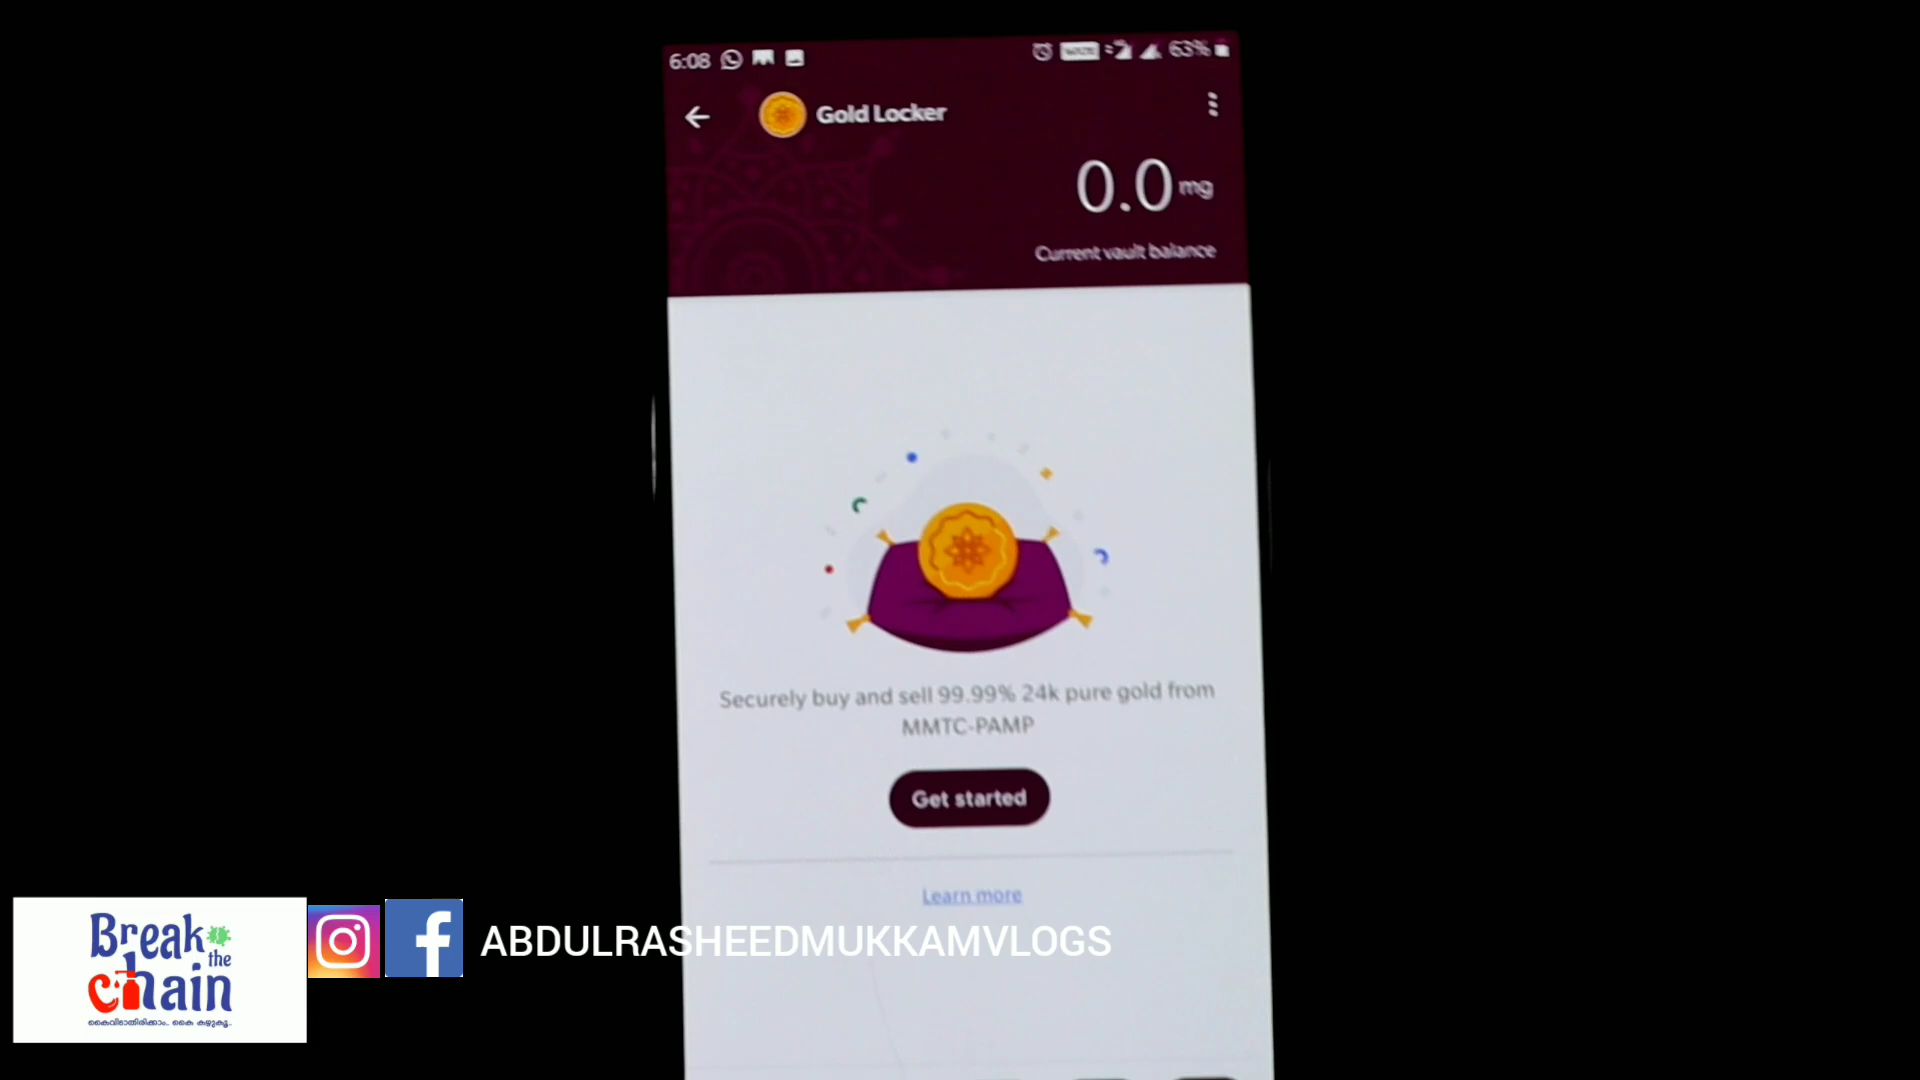 6:08
63%
Gold Locker
0.0 mg
Current vault balance
Securely buy and sell 99.99% 24k pure gold from
MMTC-PAMP
Get started
Learn more
Break
the
chain
കൈവിടാതിരിക്കാം.. കൈ കഴുകൂ..
ABDULRASHEEDMUKKAMVLOGS